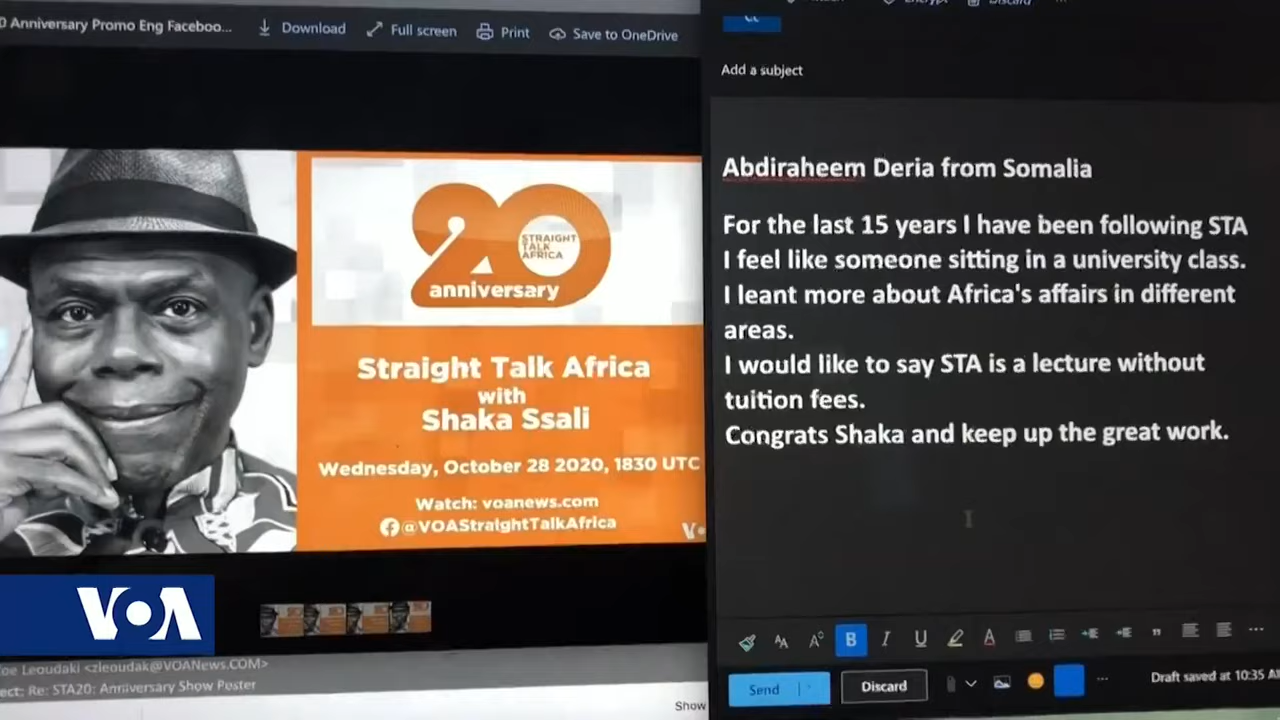 0 Anniversary Promo Eng Faceboo...
Download
Full screen
Print
Save to OneDrive
Add a subject
Abdiraheem Deria from Somalia
For the last 15 years I have been following STA
I feel like someone sitting in a university class.
I leant more about Africa's affairs in different
areas.
I would like to say STA is a lecture without
tuition fees.
Congrats Shaka and keep up the great work.
20
STRAIGHT
TALK
AFRICA
anniversary
Straight Talk Africa
with
Shaka Ssali
Wednesday, October 28 2020, 1830 UTC
Watch: voanews.com
@VOAStraightTalkAfrica
VOA
oe Leoudaki <zleoudak@VOANews.COM>
ect: Re: STA20: Anniversary Show Poster
Show
B I U
A
Send
Discard
Draft saved at 10:35 A